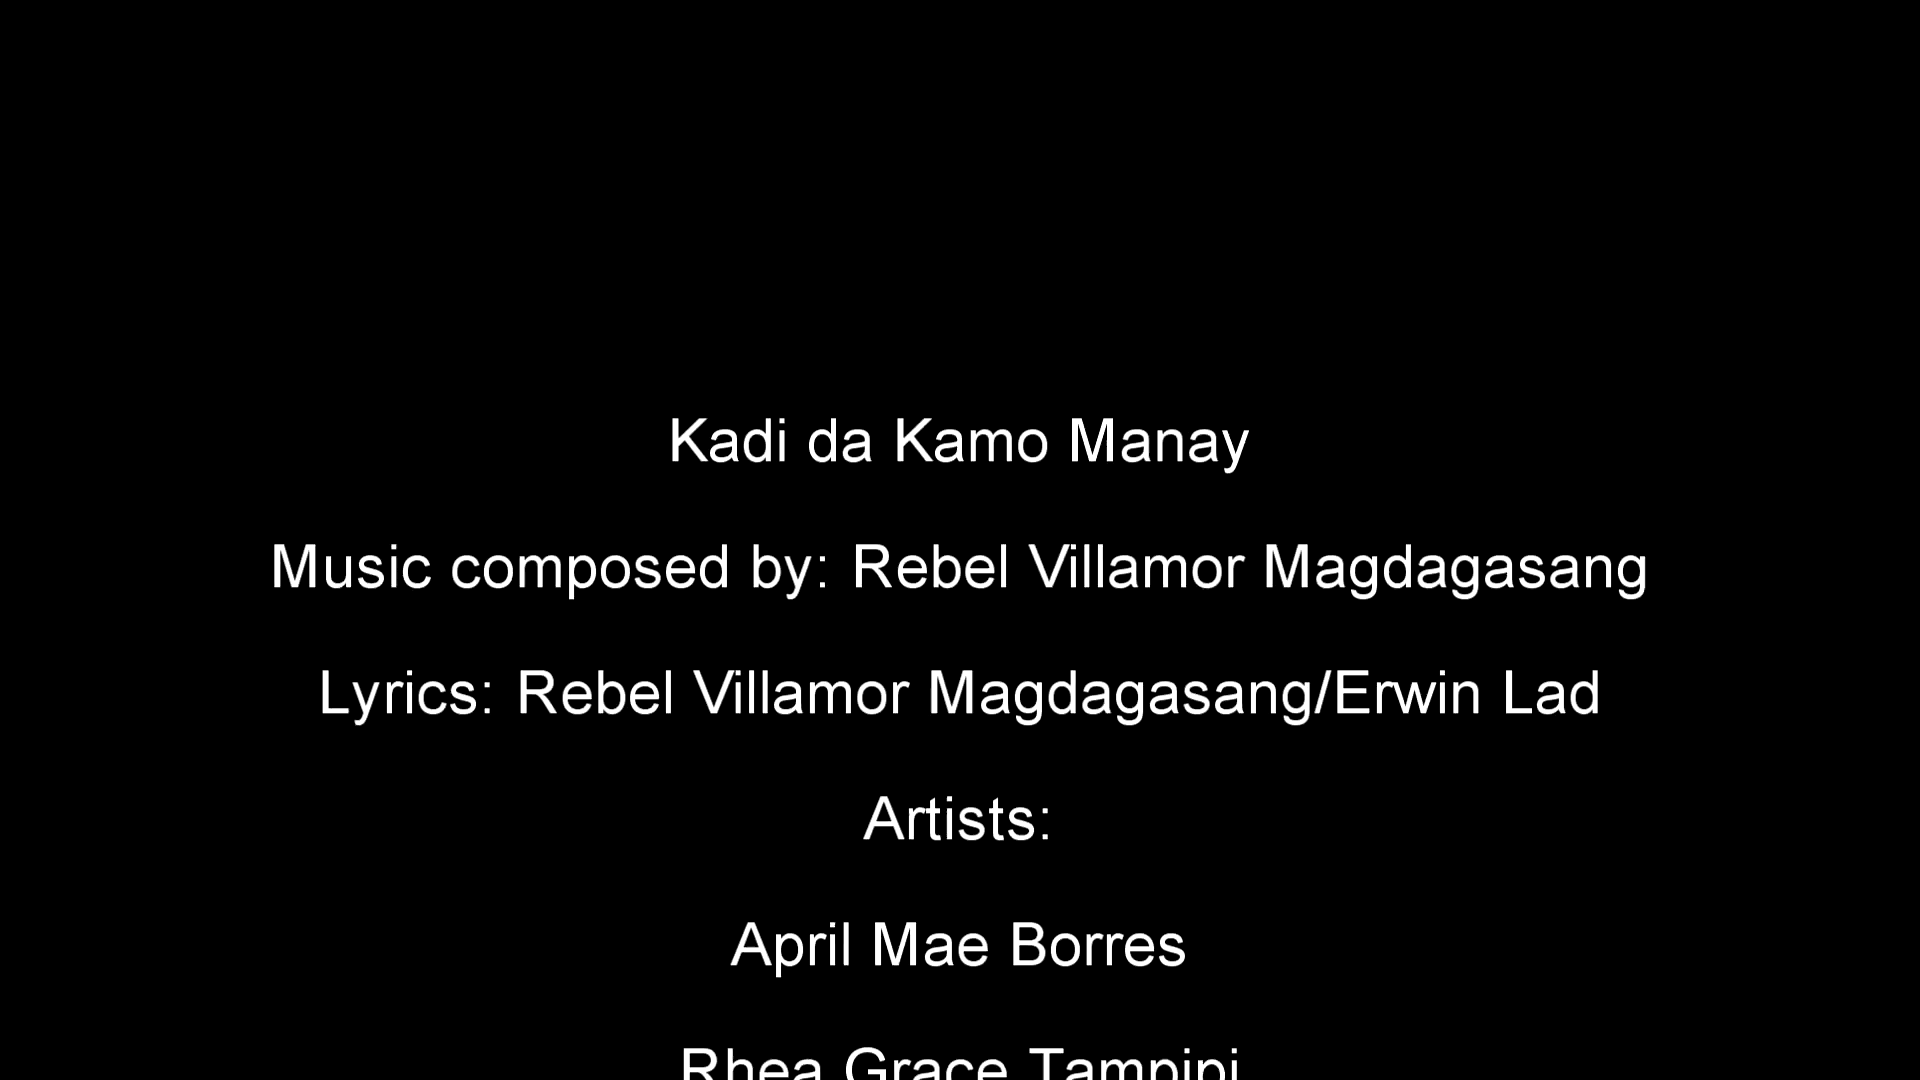 Kadi da Kamo Manay
Music composed by: Rebel Villamor Magdagasang
Lyrics: Rebel Villamor Magdagasang/Erwin Lad
Artists:
April Mae Borres
Rhea Grace Tampipi